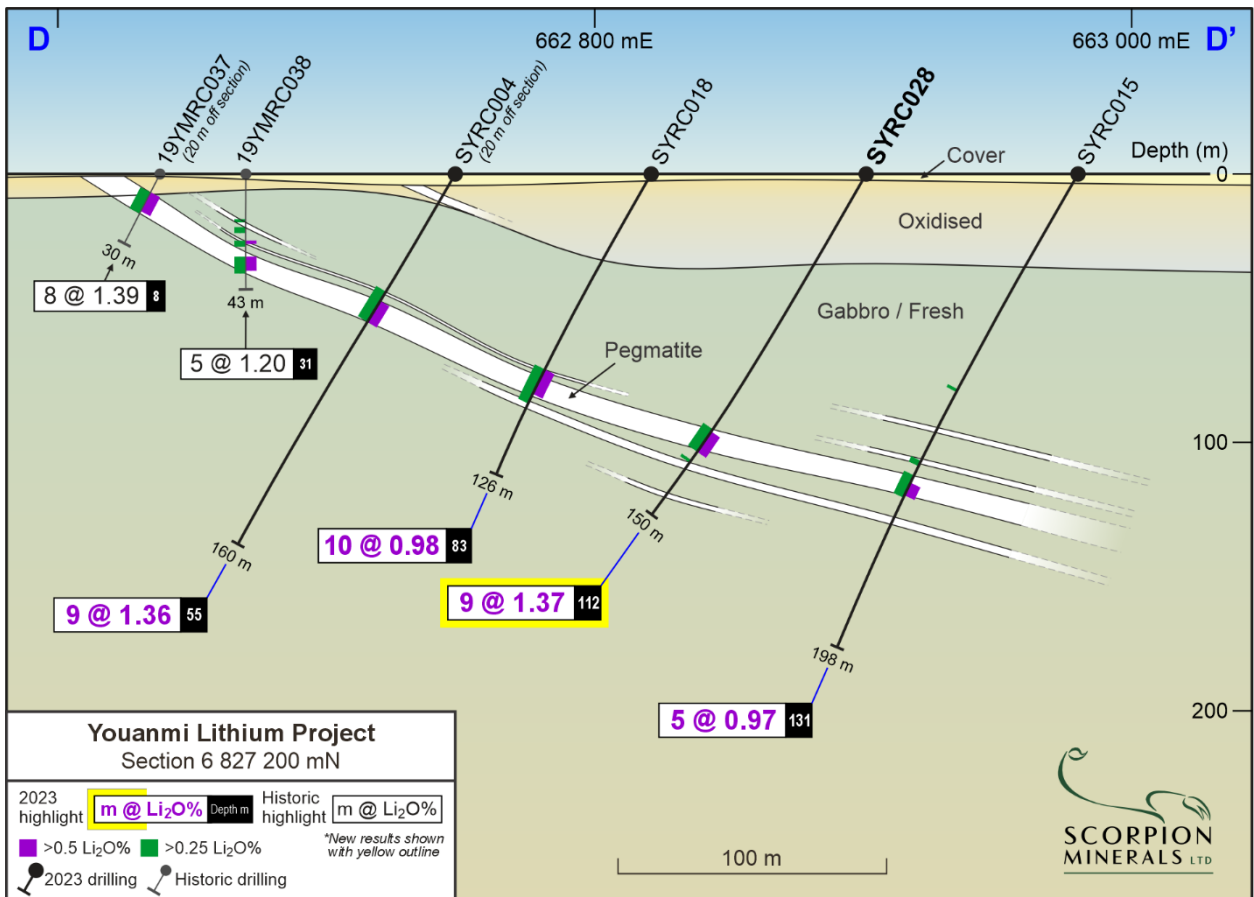 D
662 800 mE
663 000 mE
D'
19YMRC037
(20 m off section)
19YMRC038
SYRC004
(20 m off section)
SYRC018
SYRC028
SYRC015
Cover
Depth (m)
0
Oxidised
30 m
8 @ 1.39 8
43 m
5 @ 1.20 31
Gabbro / Fresh
Pegmatite
100
126 m
10 @ 0.98 83
150 m
9 @ 1.37 112
160 m
9 @ 1.36 55
198 m
5 @ 0.97 131
200
Youanmi Lithium Project
Section 6 827 200 mN
2023 highlight
m @ Li₂O% Depth m
Historic highlight
m @ Li₂O%
*New results shown
with yellow outline
>0.5 Li₂O%
>0.25 Li₂O%
2023 drilling
Historic drilling
100 m
SCORPION
MINERALS LTD